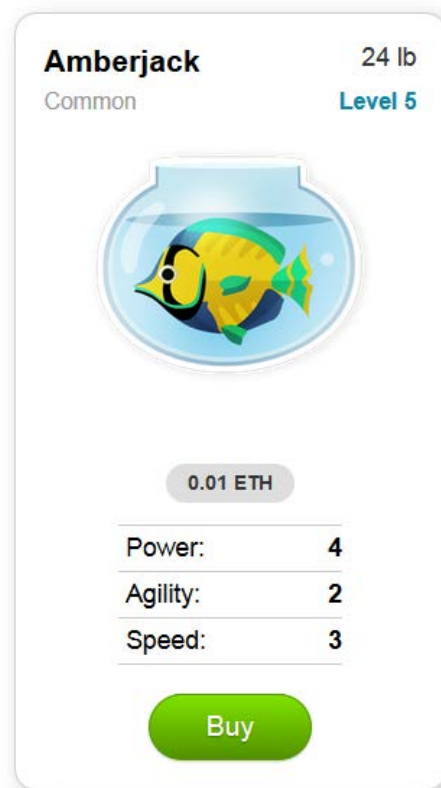 Amberjack 24 lb
Common Level 5
0.01 ETH
Power: 4
Agility: 2
Speed: 3
Buy